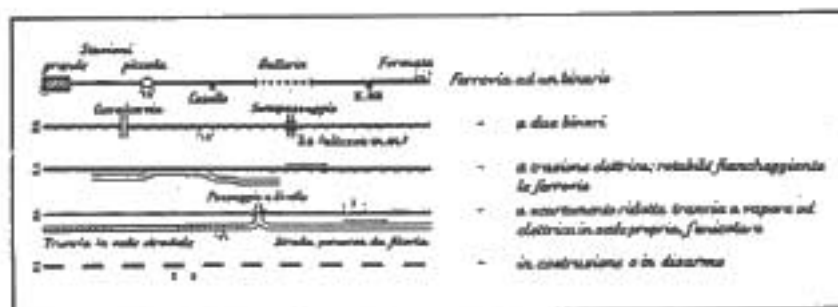 Stazioni
grande piccola Galleria Fermata
Casello
Ferrovia ad un binario
Cavalcavia Sottopassaggio
" a due binari
" a trazione elettrica; rotabile fiancheggiante
la ferrovia
Passaggio a livello
" a scartamento ridotto, tranvia a vapore od
elettrica in sede propria, funicolare
Tranvia in sede stradale Strada percorsa da filovia
" in costruzione o in disarmo